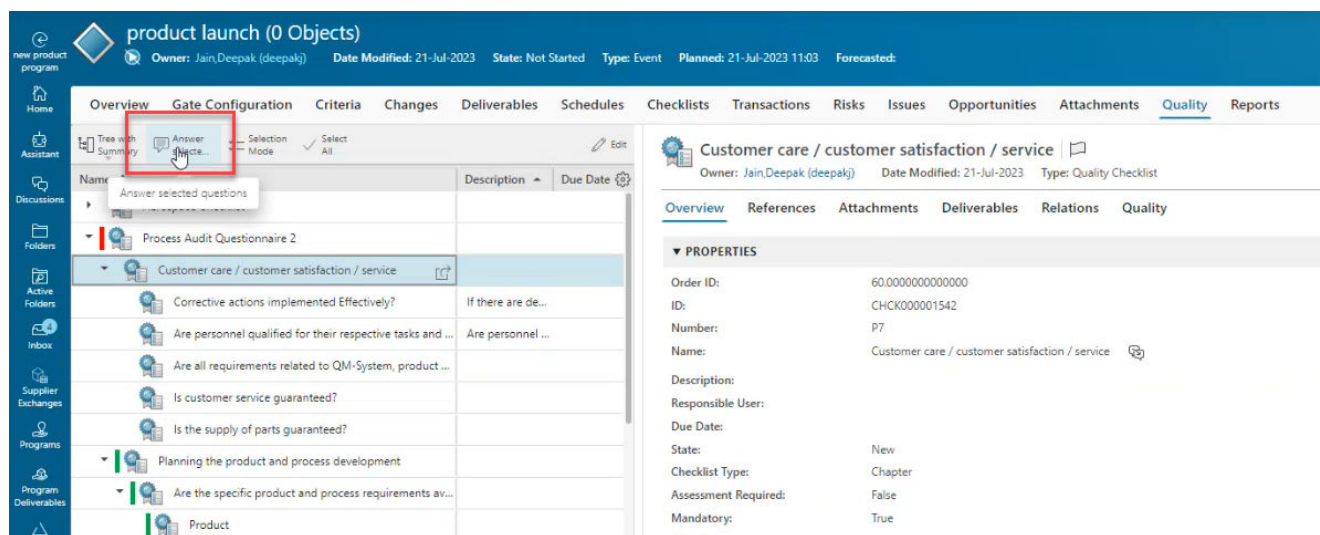 new product program
Home
Assistant
Discussions
Folders
Active Folders
4
Inbox
Supplier Exchanges
Programs
Program Deliverables
product launch (0 Objects)
Owner: Jain,Deepak (deepakj) Date Modified: 21-Jul-2023 State: Not Started Type: Event Planned: 21-Jul-2023 11:03 Forecasted:
Overview Gate Configuration Criteria Changes Deliverables Schedules Checklists Transactions Risks Issues Opportunities Attachments Quality Reports
Tree with Summary Answer Selection Mode Select All Edit
Description Due Date
Answer selected questions
Process Audit Questionnaire 2
Customer care / customer satisfaction / service
Corrective actions implemented Effectively? If there are de...
Are personnel qualified for their respective tasks and ... Are personnel ...
Are all requirements related to QM-System, product ...
Is customer service guaranteed?
Is the supply of parts guaranteed?
Planning the product and process development
Are the specific product and process requirements av...
Product
Customer care / customer satisfaction / service
Owner: Jain,Deepak (deepakj) Date Modified: 21-Jul-2023 Type: Quality Checklist
Overview References Attachments Deliverables Relations Quality
PROPERTIES
Order ID: 60.0000000000000
ID: CHCK000001542
Number: P7
Name: Customer care / customer satisfaction / service
Description:
Responsible User:
Due Date:
State: New
Checklist Type: Chapter
Assessment Required: False
Mandatory: True